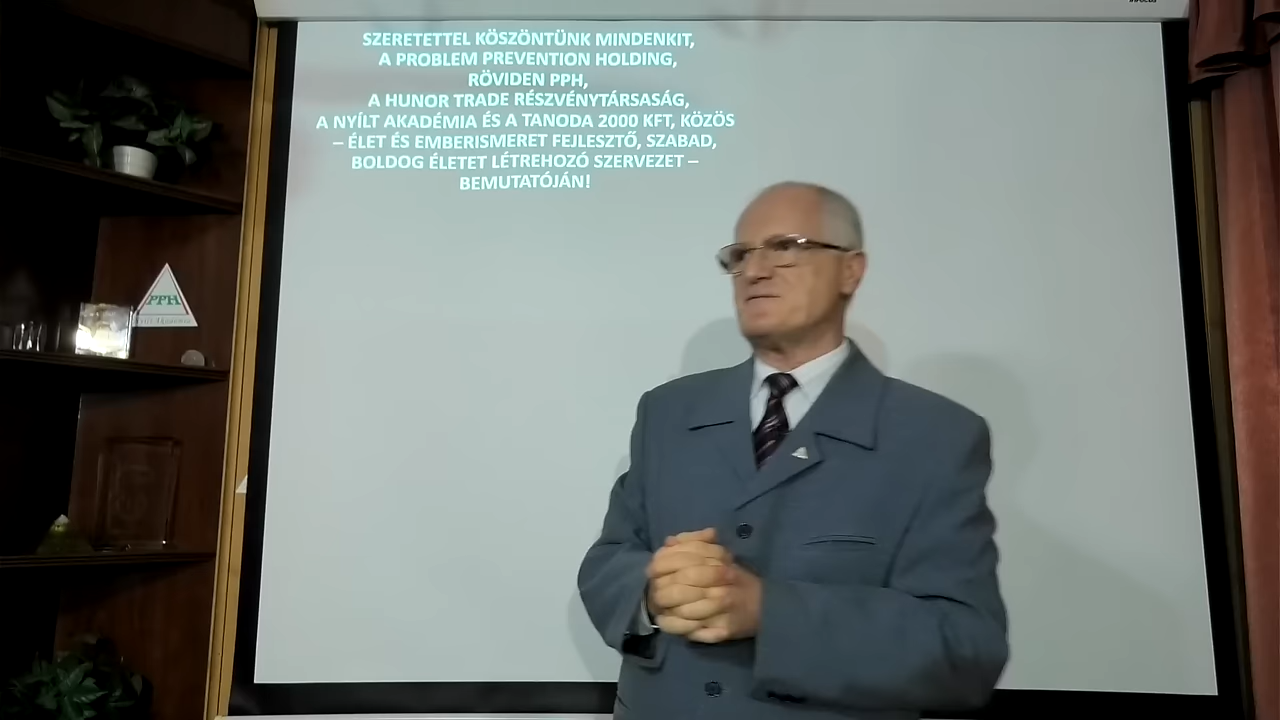 SZERETETTEL KÖSZÖNTÜNK MINDENKIT,
A PROBLEM PREVENTION HOLDING,
RÖVIDEN PPH,
A HUNOR TRADE RÉSZVÉNYTÁRSASÁG,
A NYÍLT AKADÉMIA ÉS A TANODA 2000 KFT, KÖZÖS
– ÉLET ÉS EMBERISMERET FEJLESZTŐ, SZABAD,
BOLDOG ÉLETET LÉTREHOZÓ SZERVEZET –
BEMUTATÓJÁN!
PPH